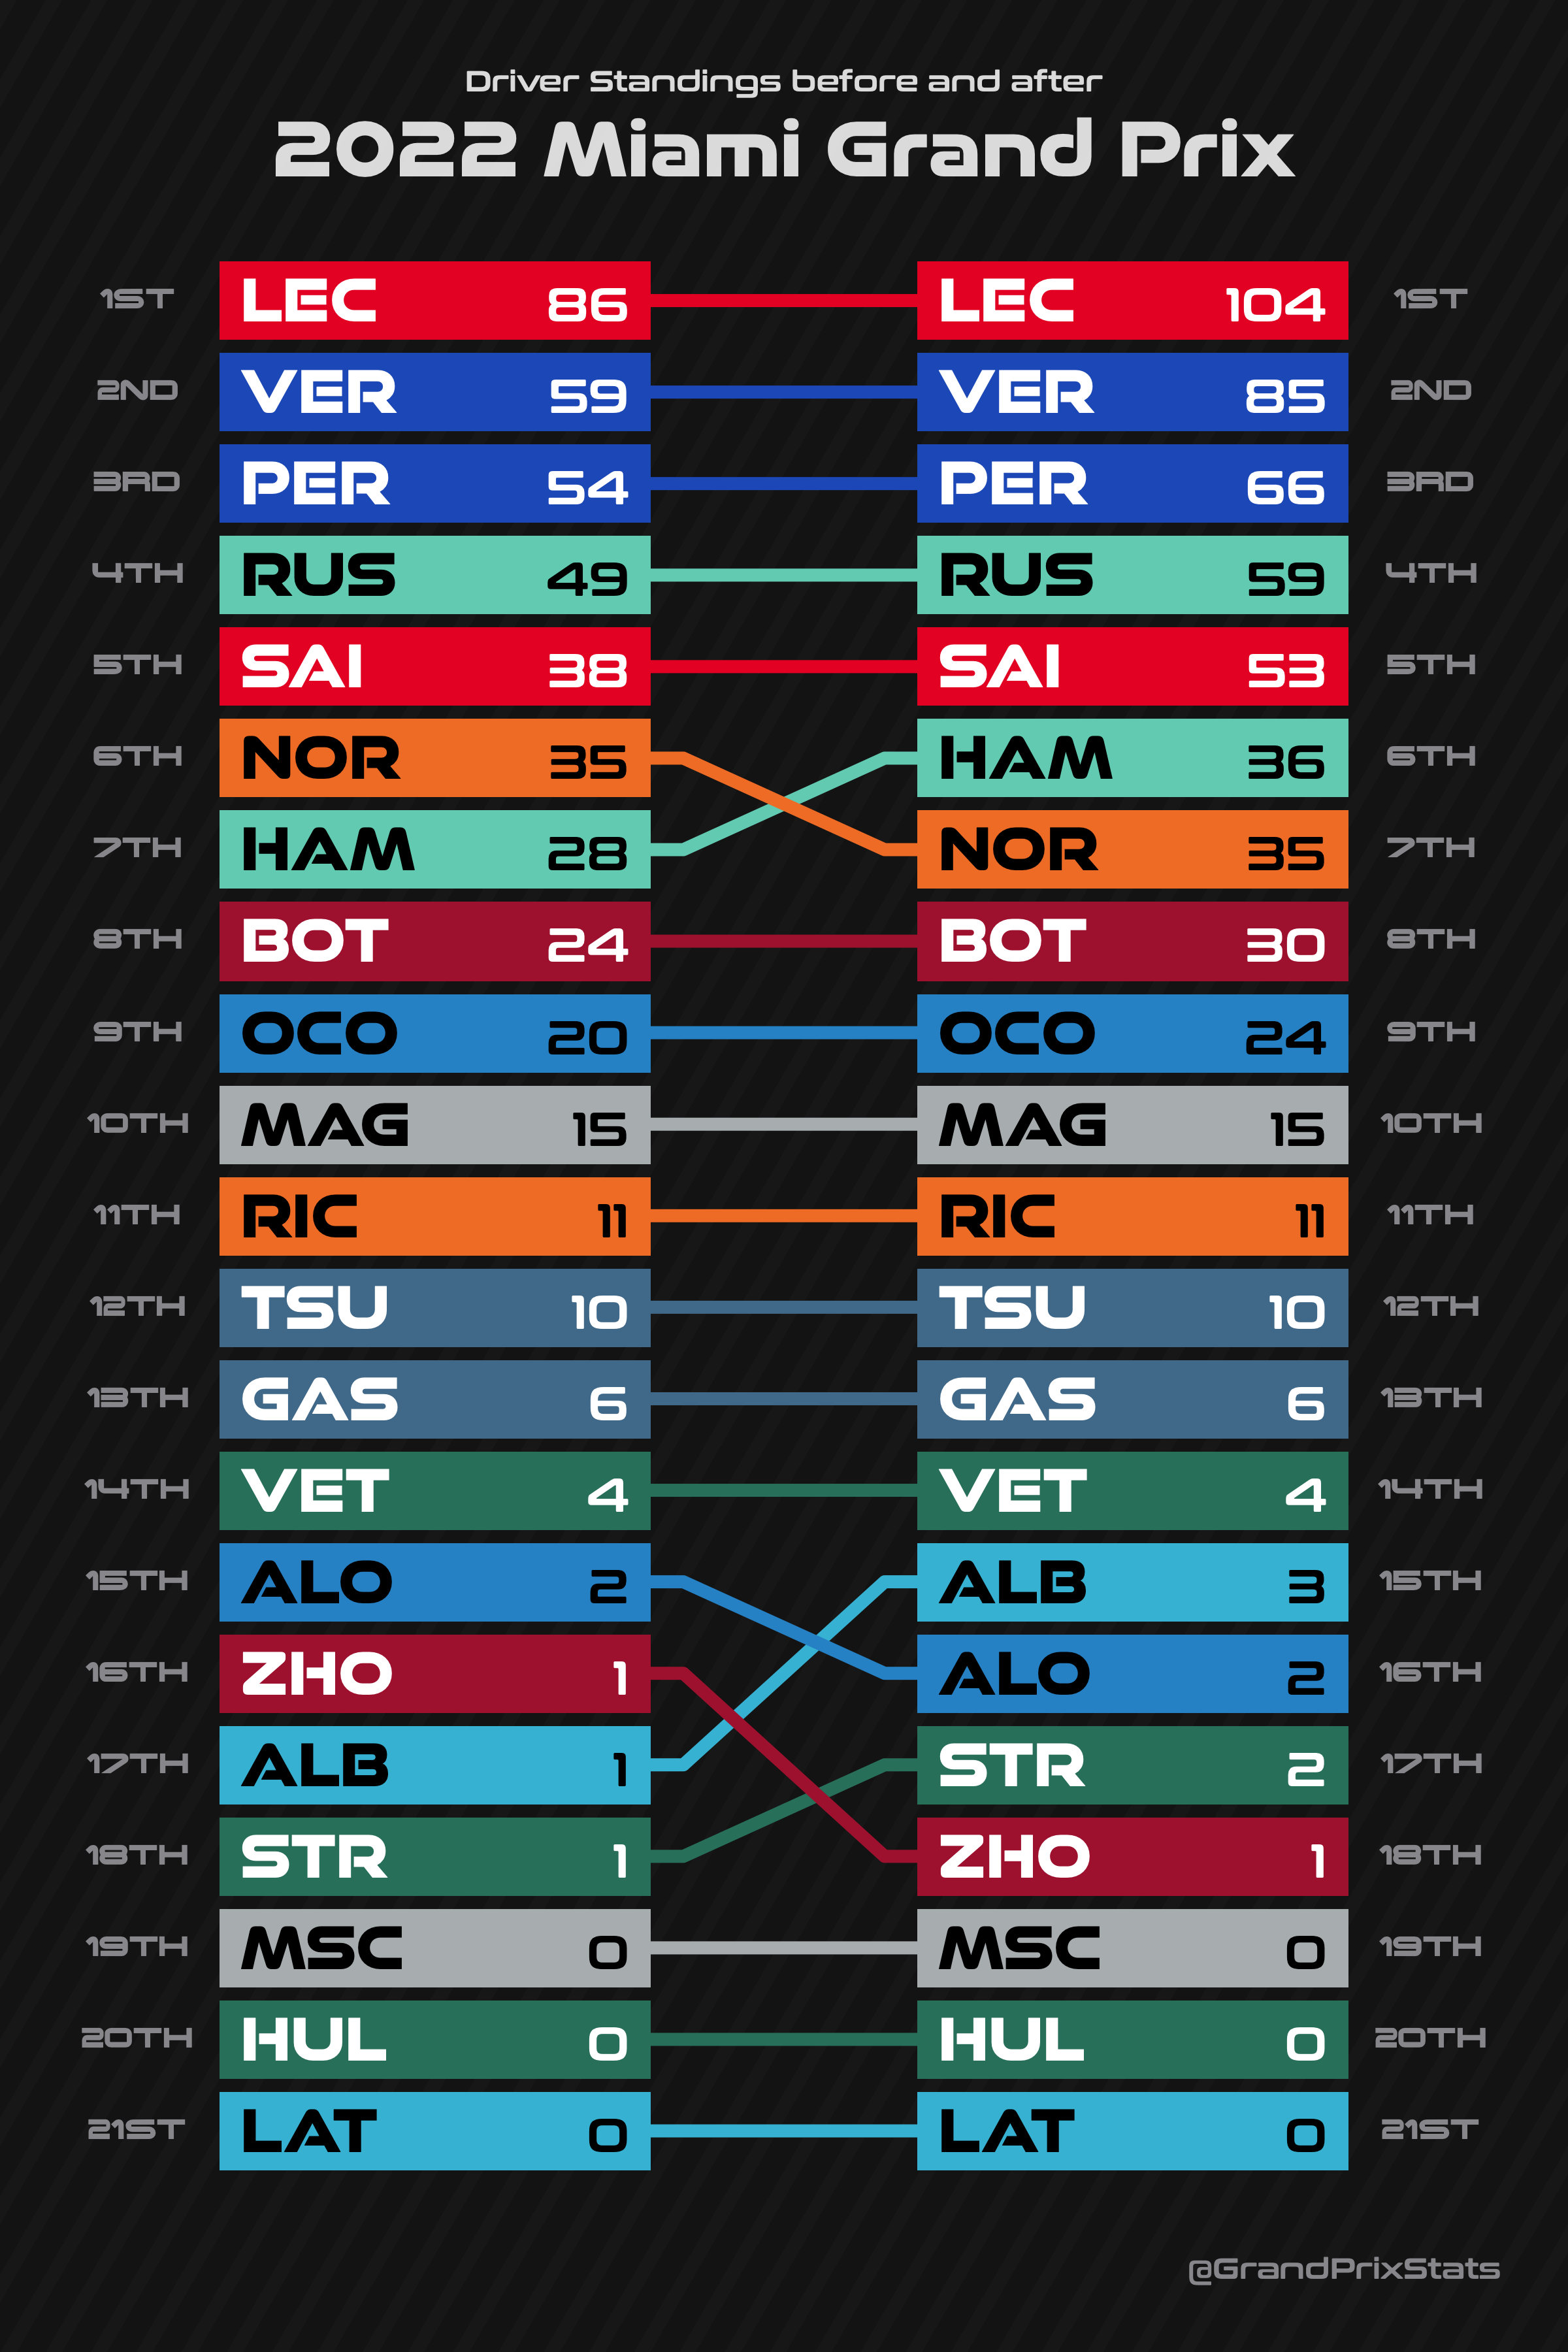 Driver Standings before and after
2022 Miami Grand Prix
1ST LEC 86 LEC 104 1ST
2ND VER 59 VER 85 2ND
3RD PER 54 PER 66 3RD
4TH RUS 49 RUS 59 4TH
5TH SAI 38 SAI 53 5TH
6TH NOR 35 HAM 36 6TH
7TH HAM 28 NOR 35 7TH
8TH BOT 24 BOT 30 8TH
9TH OCO 20 OCO 24 9TH
10TH MAG 15 MAG 15 10TH
11TH RIC 11 RIC 11 11TH
12TH TSU 10 TSU 10 12TH
13TH GAS 6 GAS 6 13TH
14TH VET 4 VET 4 14TH
15TH ALO 2 ALB 3 15TH
16TH ZHO 1 ALO 2 16TH
17TH ALB 1 STR 2 17TH
18TH STR 1 ZHO 1 18TH
19TH MSC 0 MSC 0 19TH
20TH HUL 0 HUL 0 20TH
21ST LAT 0 LAT 0 21ST
@GrandPrixStats